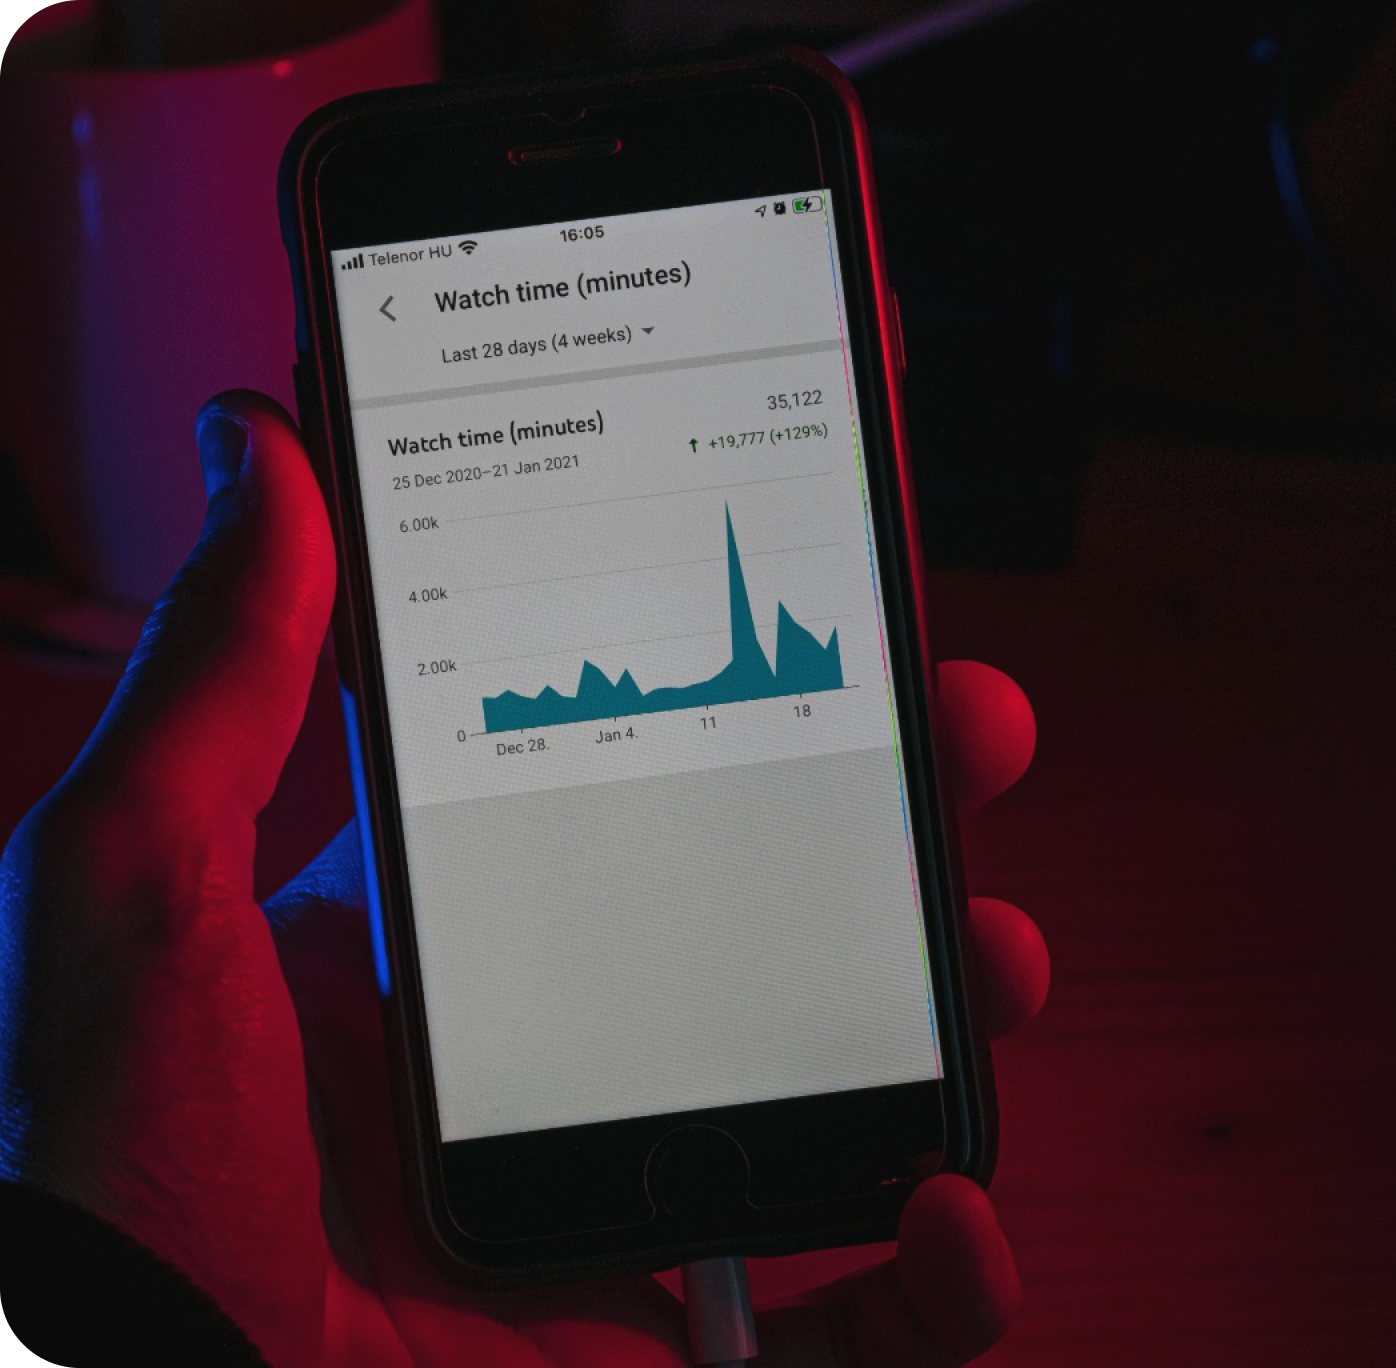 Telenor HU 16:05
Watch time (minutes)
Last 28 days (4 weeks)
Watch time (minutes) 35,122
25 Dec 2020–21 Jan 2021 +19,777 (+129%)
6.00k
4.00k
2.00k
0
Dec 28. Jan 4. 11 18